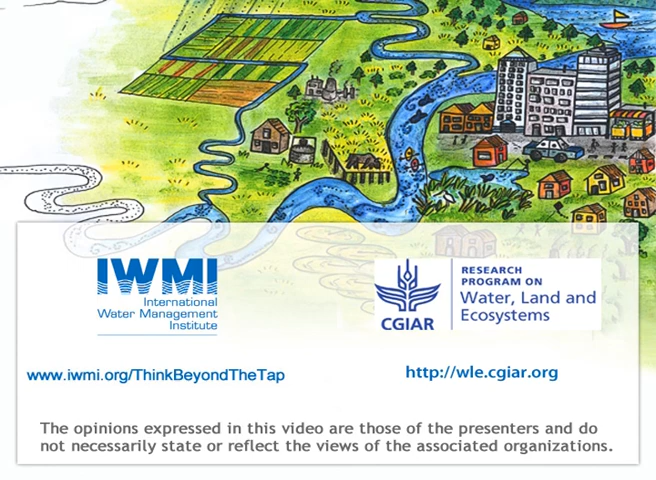 IWMI
International
Water Management
Institute
CGIAR
RESEARCH
PROGRAM ON
Water, Land and
Ecosystems
www.iwmi.org/ThinkBeyondTheTap
http://wle.cgiar.org
The opinions expressed in this video are those of the presenters and do
not necessarily state or reflect the views of the associated organizations.